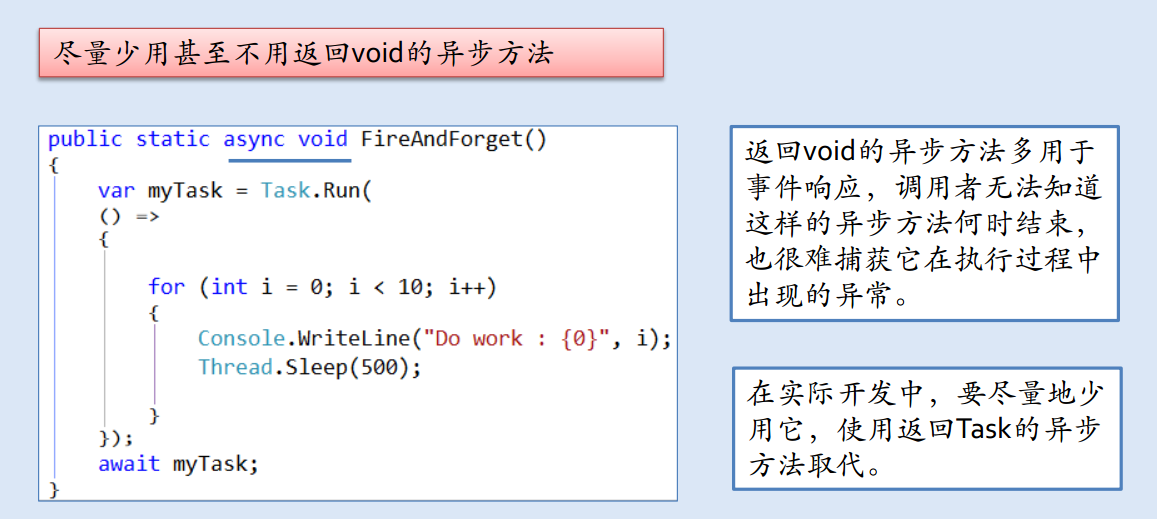 尽量少用甚至不用返回void的异步方法
public static async void FireAndForget()
{
var myTask = Task.Run(
() =>
{
for (int i = 0; i < 10; i++)
{
Console.WriteLine("Do work : {0}", i);
Thread.Sleep(500);
}
});
await myTask;
}
返回void的异步方法多用于
事件响应，调用者无法知道
这样的异步方法何时结束，
也很难捕获它在执行过程中
出现的异常。
在实际开发中，要尽量地少
用它，使用返回Task的异步
方法取代。